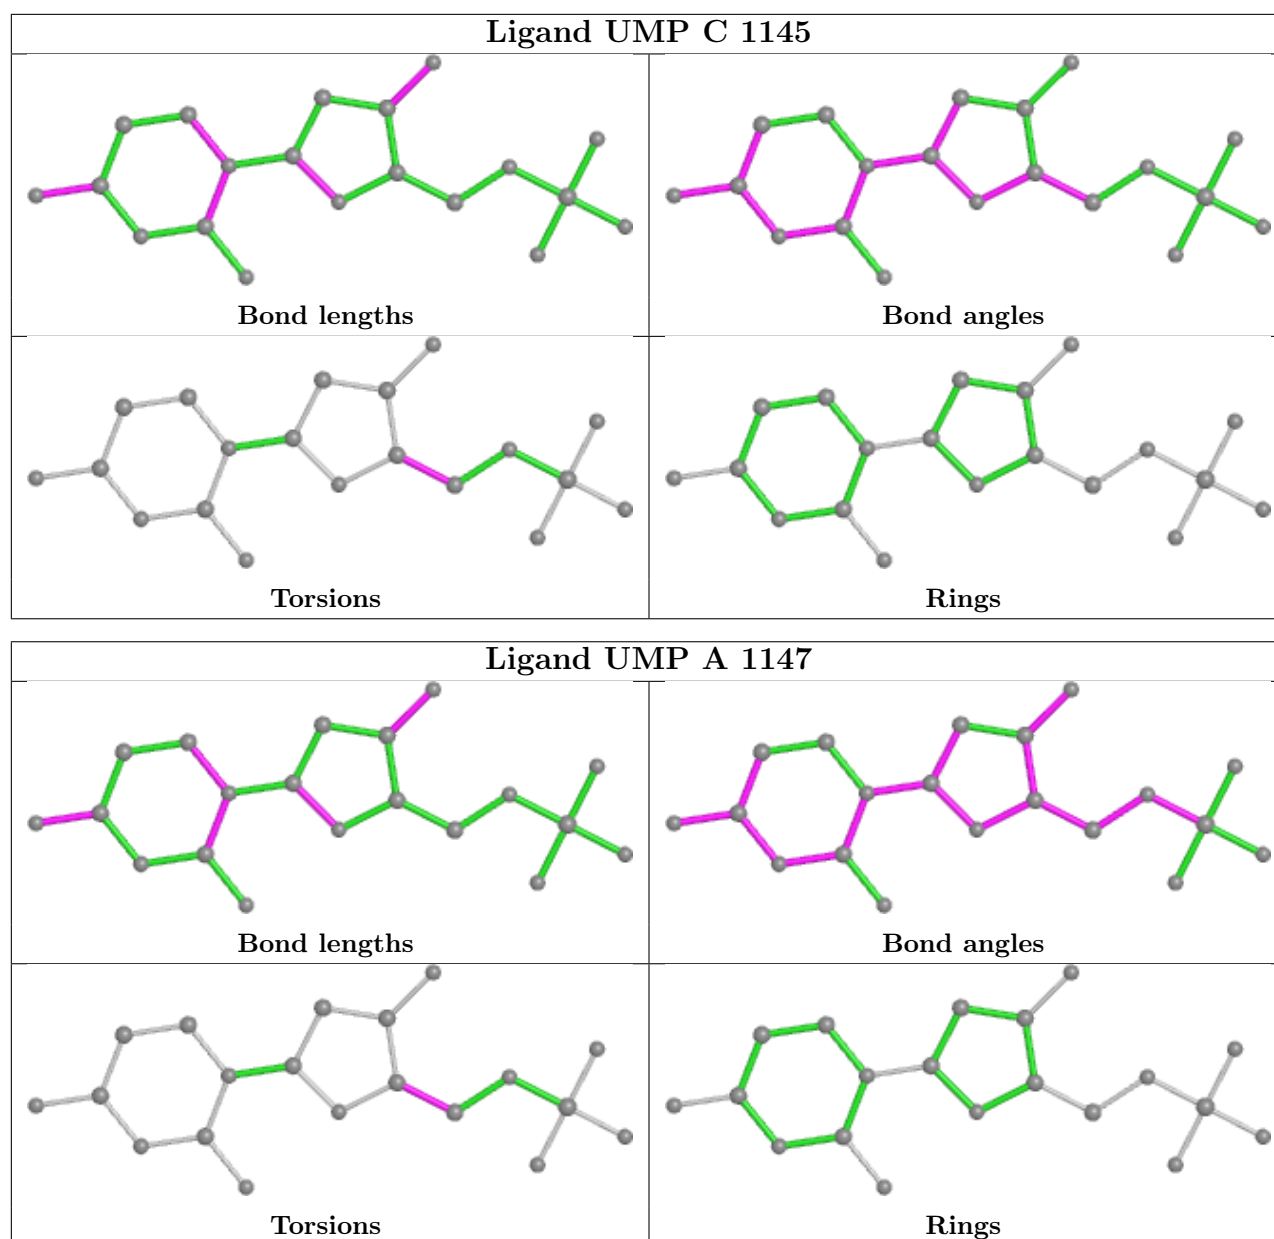 Ligand UMP C 1145
Bond lengths
Bond angles
Torsions
Rings
Ligand UMP A 1147
Bond lengths
Bond angles
Torsions
Rings